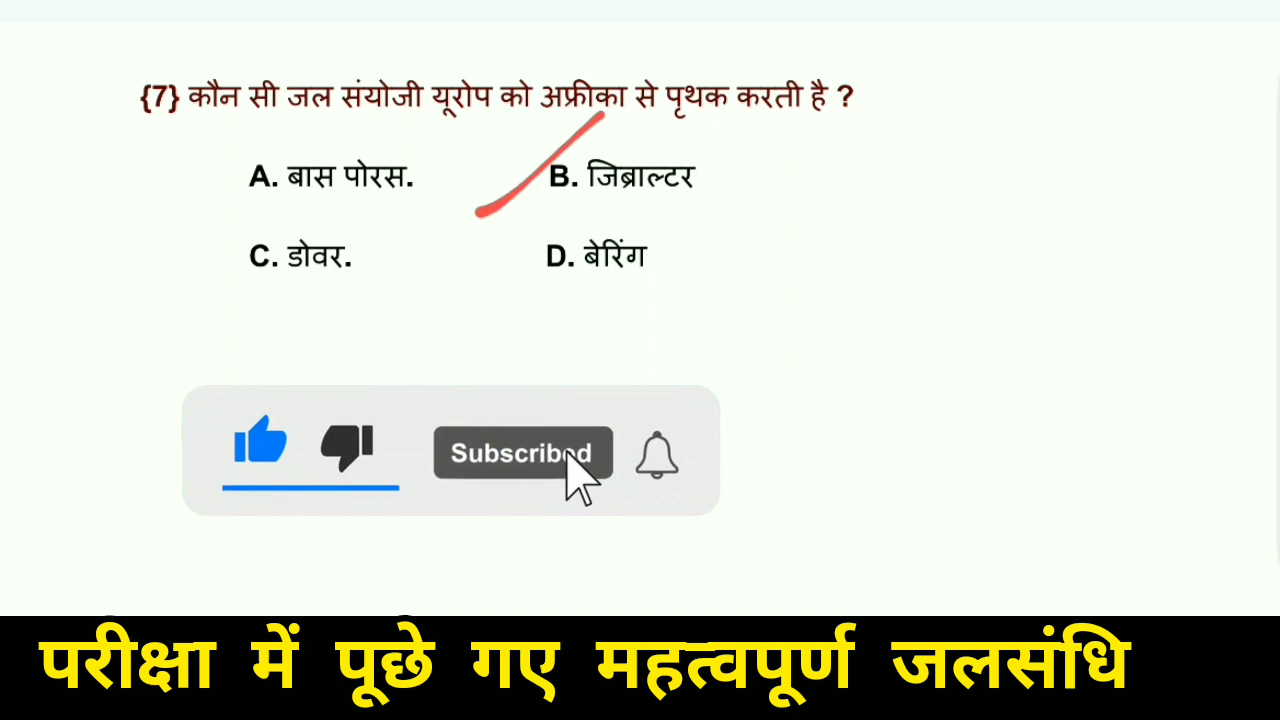 {7} कौन सी जल संयोजी यूरोप को अफ्रीका से पृथक करती है ?
A. बास पोरस. B. जिब्राल्टर
C. डोवर. D. बेरिंग
Subscribed
परीक्षा में पूछे गए महत्वपूर्ण जलसंधि